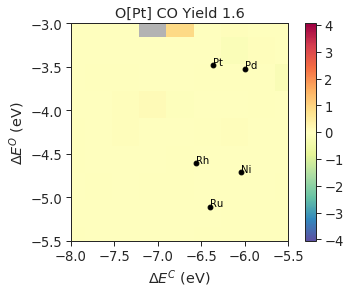 O[Pt] CO Yield 1.6
−3.0
−3.5
−4.0
−4.5
−5.0
−5.5
ΔE^O (eV)
Pt
Pd
Rh
Ni
Ru
−8.0 −7.5 −7.0 −6.5 −6.0 −5.5
ΔE^C (eV)
4
3
2
1
0
−1
−2
−3
−4